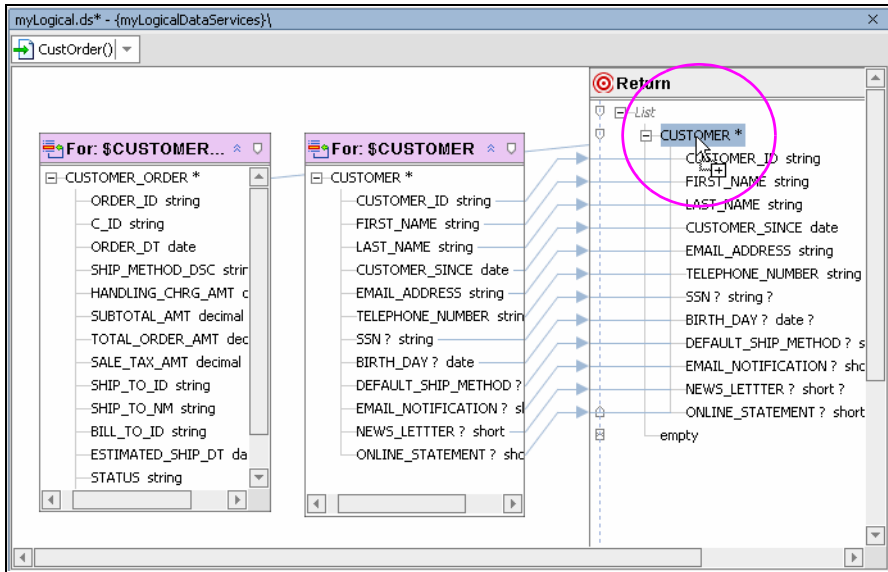 myLogical.ds* - {myLogicalDataServices}\
CustOrder()
For: $CUSTOMER...
CUSTOMER_ORDER *
ORDER_ID string
C_ID string
ORDER_DT date
SHIP_METHOD_DSC strir
HANDLING_CHRG_AMT c
SUBTOTAL_AMT decimal
TOTAL_ORDER_AMT dec
SALE_TAX_AMT decimal
SHIP_TO_ID string
SHIP_TO_NM string
BILL_TO_ID string
ESTIMATED_SHIP_DT da
STATUS string
For: $CUSTOMER
CUSTOMER *
CUSTOMER_ID string
FIRST_NAME string
LAST_NAME string
CUSTOMER_SINCE date
EMAIL_ADDRESS string
TELEPHONE_NUMBER strin
SSN ? string
BIRTH_DAY ? date
DEFAULT_SHIP_METHOD ?
EMAIL_NOTIFICATION ? sl
NEWS_LETTTER ? short
ONLINE_STATEMENT ? sho
Return
List
CUSTOMER *
CUSTOMER_ID string
FIRST_NAME string
LAST_NAME string
CUSTOMER_SINCE date
EMAIL_ADDRESS string
TELEPHONE_NUMBER string
SSN ? string ?
BIRTH_DAY ? date ?
DEFAULT_SHIP_METHOD ? s
EMAIL_NOTIFICATION ? shc
NEWS_LETTTER ? short ?
ONLINE_STATEMENT ? short
empty